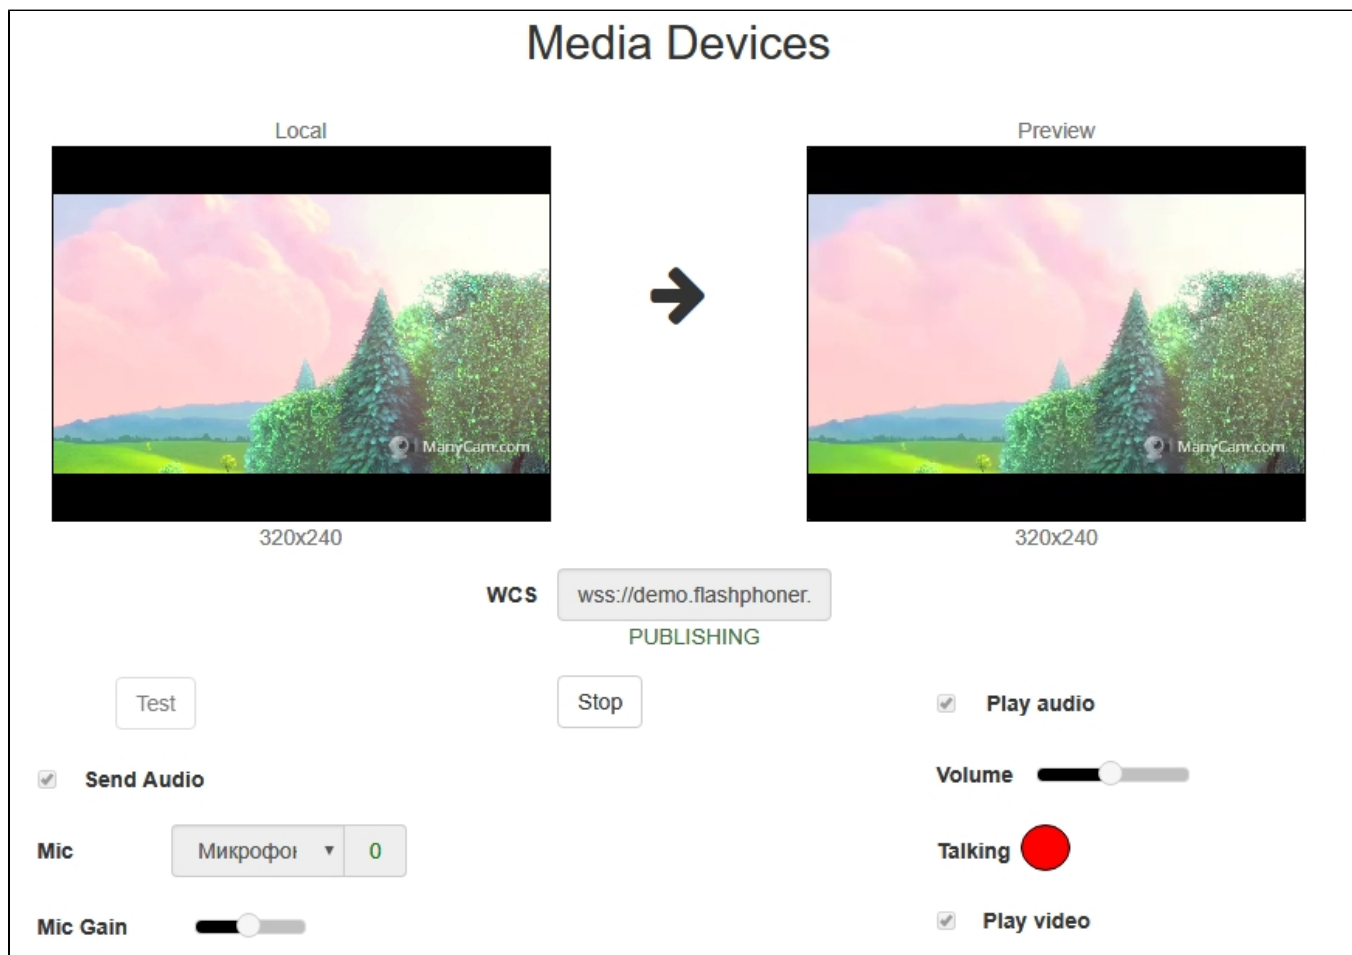 Media Devices
Local
Preview
ManyCam.com
ManyCam.com
320x240
320x240
WCS
wss://demo.flashphoner.
PUBLISHING
Test
Stop
Play audio
Send Audio
Volume
Mic
Микрофон
0
Talking
Mic Gain
Play video